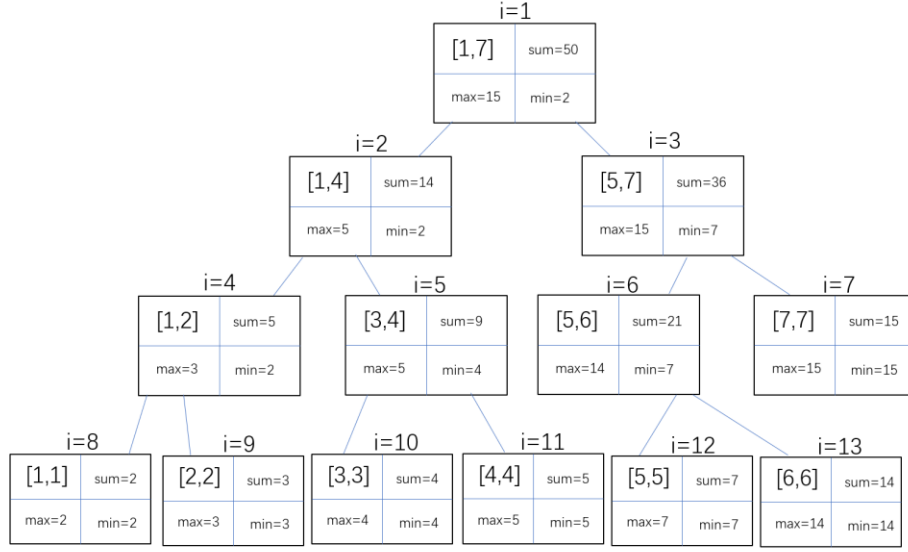 i=1
[1,7] sum=50
max=15 min=2
i=2 i=3
[1,4] sum=14 [5,7] sum=36
max=5 min=2 max=15 min=7
i=4 i=5 i=6 i=7
[1,2] sum=5 [3,4] sum=9 [5,6] sum=21 [7,7] sum=15
max=3 min=2 max=5 min=4 max=14 min=7 max=15 min=15
i=8 i=9 i=10 i=11 i=12 i=13
[1,1] sum=2 [2,2] sum=3 [3,3] sum=4 [4,4] sum=5 [5,5] sum=7 [6,6] sum=14
max=2 min=2 max=3 min=3 max=4 min=4 max=5 min=5 max=7 min=7 max=14 min=14